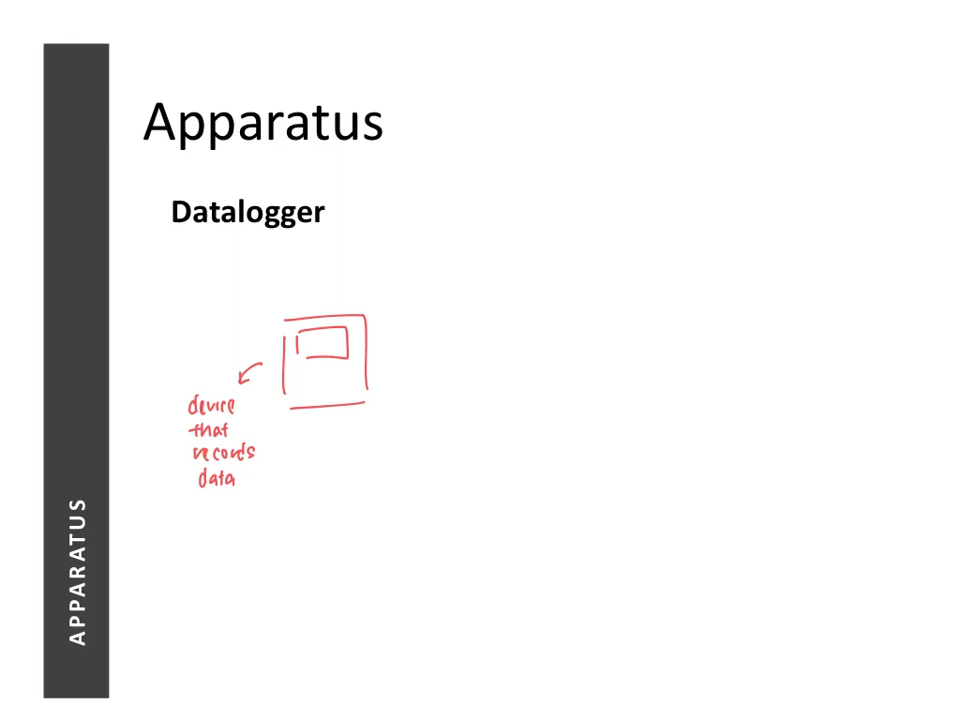 Apparatus
Datalogger
device
that
records
data
APPARATUS